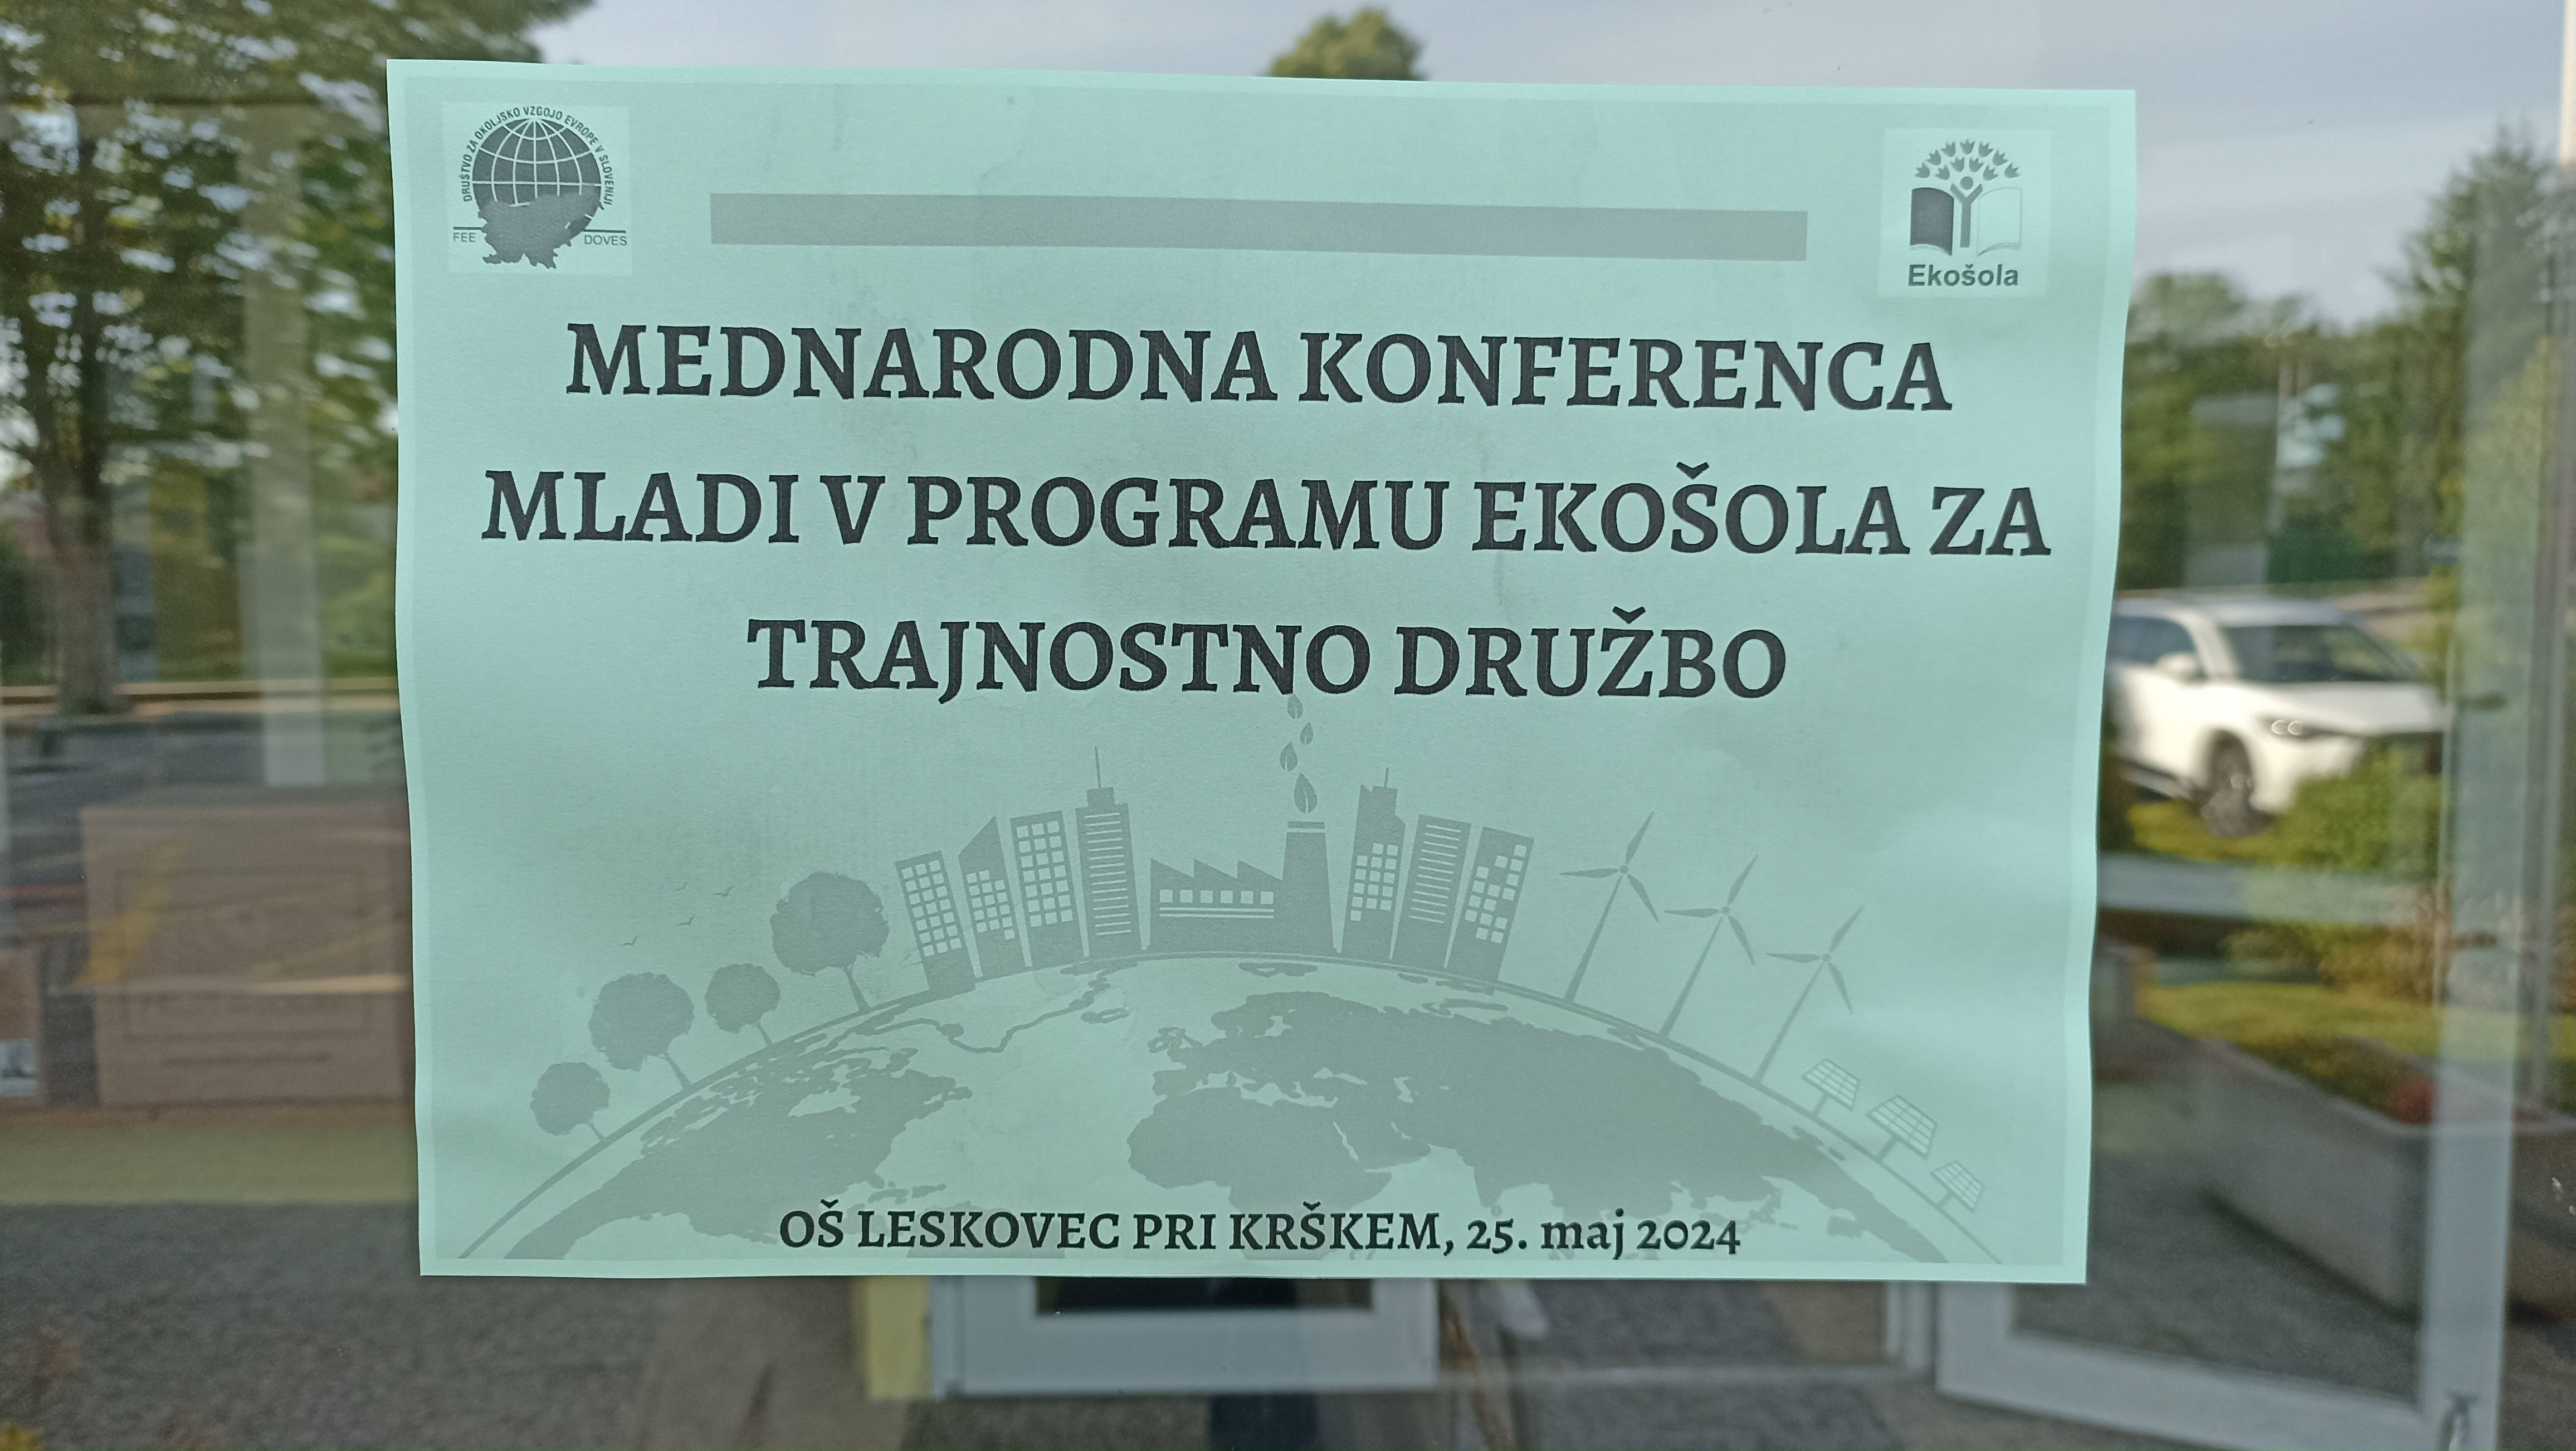 DRUŠTVO ZA OKOLJSKO VZGOJO EVROPE V SLOVENIJI
FEE DOVES
Ekošola
MEDNARODNA KONFERENCA
MLADI V PROGRAMU EKOŠOLA ZA
TRAJNOSTNO DRUŽBO
OŠ LESKOVEC PRI KRŠKEM, 25. maj 2024